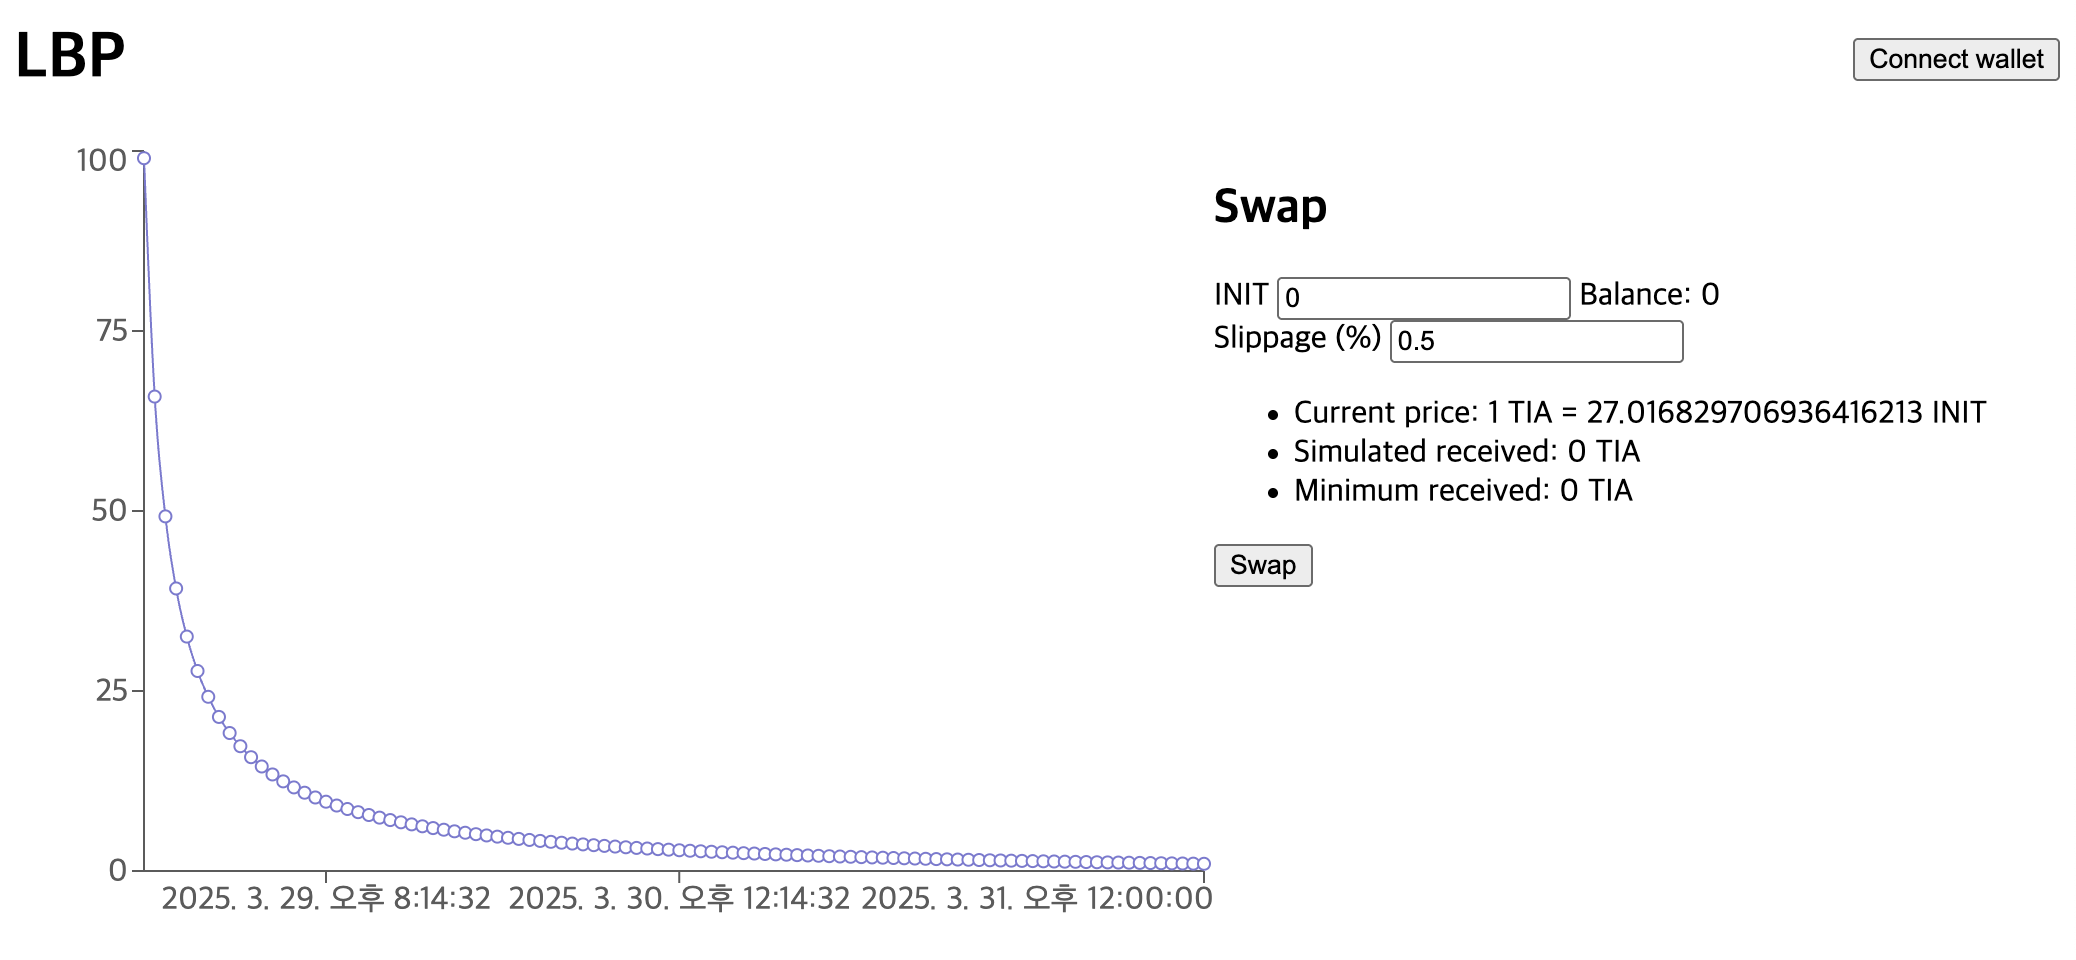 LBP
Connect wallet
100
75
50
25
0
2025. 3. 29. 오후 8:14:32
2025. 3. 30. 오후 12:14:32
2025. 3. 31. 오후 12:00:00
Swap
INIT 0 Balance: 0
Slippage (%) 0.5
Current price: 1 TIA = 27.016829706936416213 INIT
Simulated received: 0 TIA
Minimum received: 0 TIA
Swap